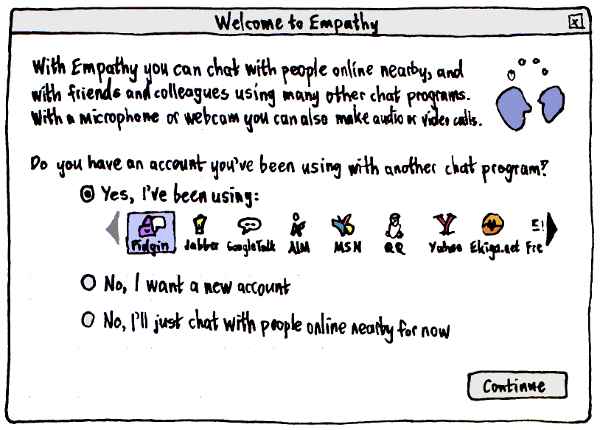 Welcome to Empathy
x
With Empathy you can chat with people online nearby, and
with friends and colleagues using many other chat programs.
With a microphone or webcam you can also make audio or video calls.
Do you have an account you've been using with another chat program?
Yes, I've been using:
Pidgin Jabber GoogleTalk AIM MSN QQ Yahoo Ekiga.net Fre
No, I want a new account
No, I'll just chat with people online nearby for now
Continue